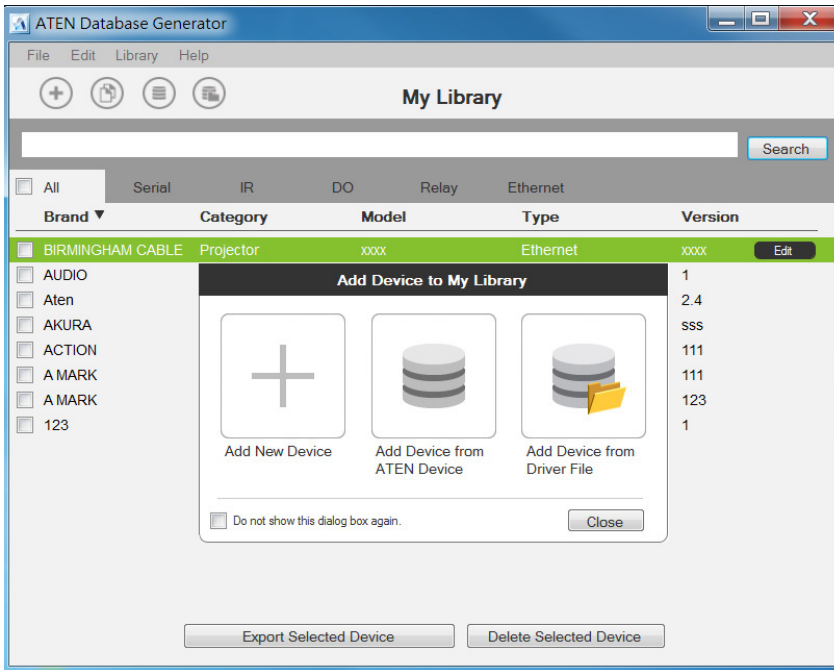 ATEN Database Generator
File Edit Library Help
My Library
Search
All Serial IR DO Relay Ethernet
Brand ▼ Category Model Type Version
BIRMINGHAM CABLE Projector xxxx Ethernet xxxx Edit
Add Device to My Library
AUDIO 1
Aten 2.4
AKURA sss
ACTION 111
A MARK 111
A MARK 123
123 1
Add New Device
Add Device from
ATEN Device
Add Device from
Driver File
Do not show this dialog box again.
Close
Export Selected Device
Delete Selected Device